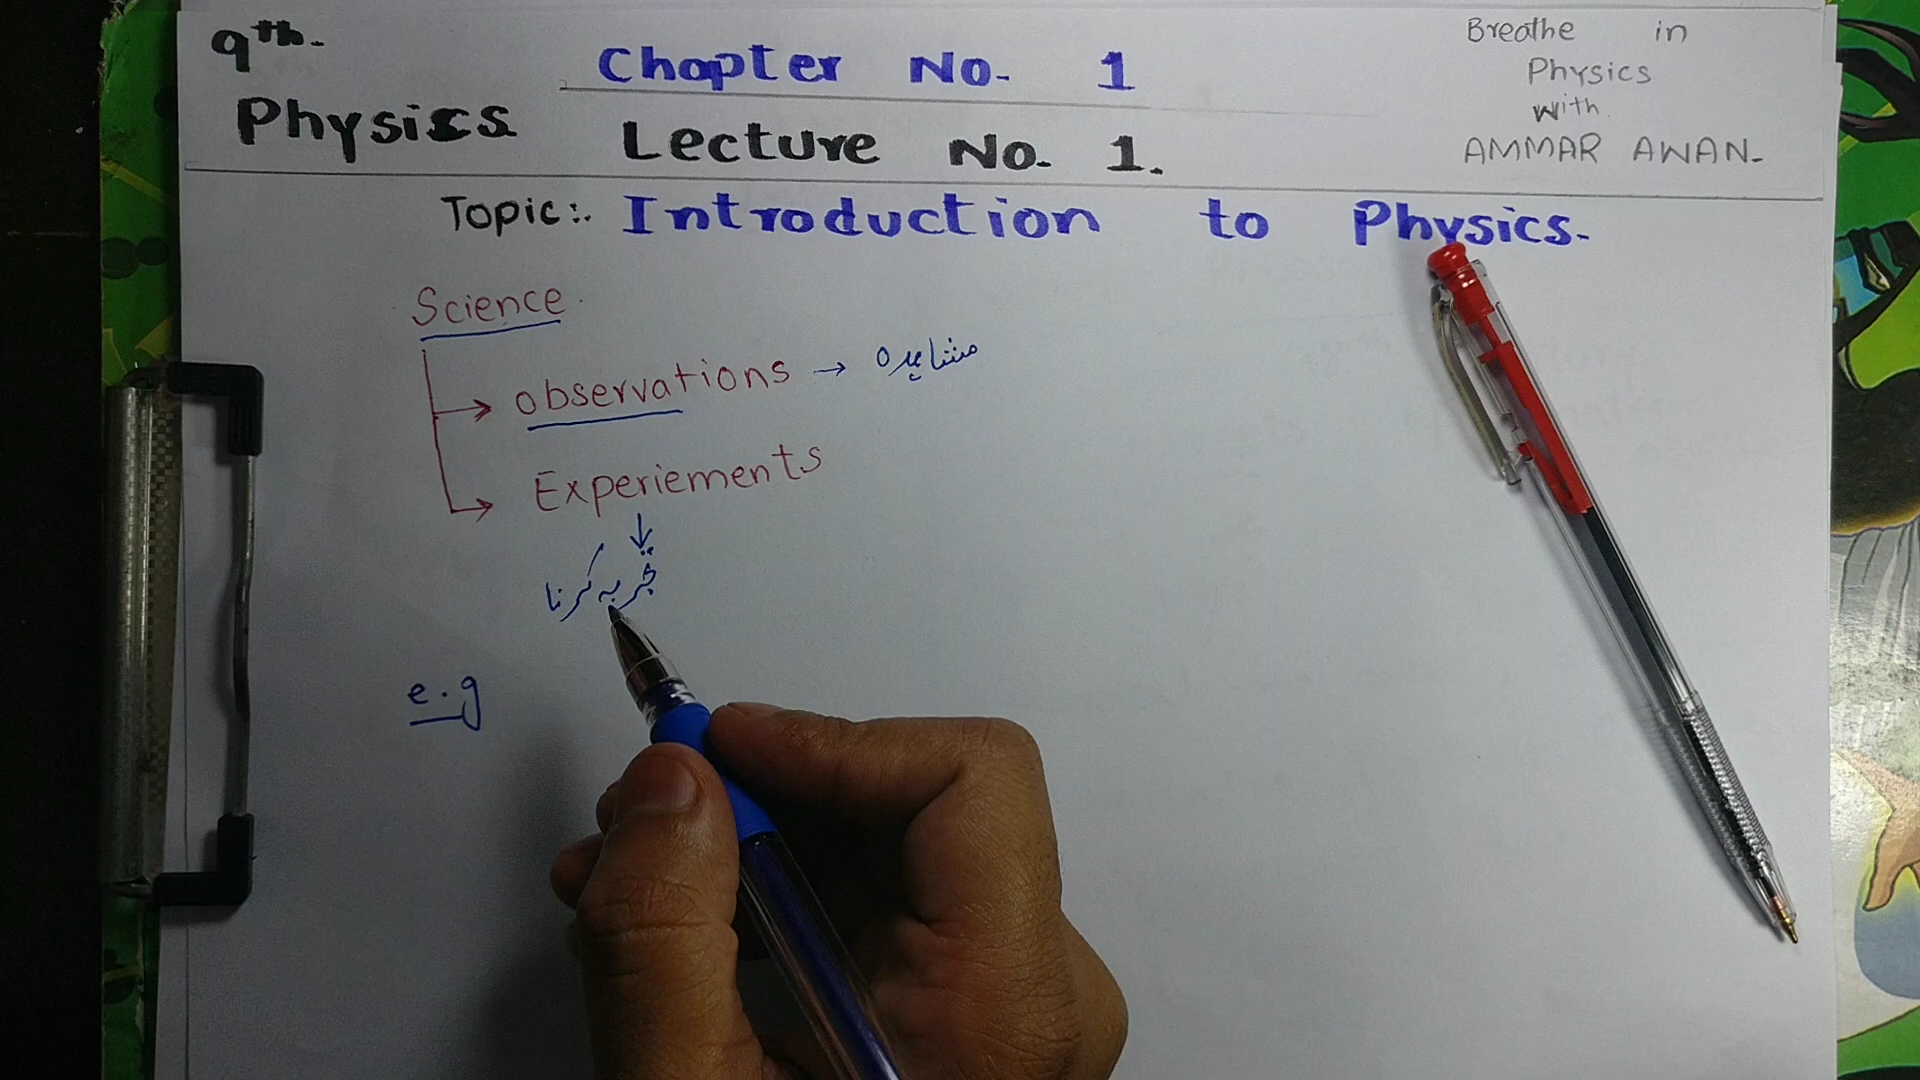 9th.
Physics
Chapter No. 1
Lecture No. 1.
Breathe in
Physics
with
AMMAR AWAN.
Topic:. Introduction to Physics.
Science
observations → مشاہدہ
Experiements
↓
تجربہ کرنا
e.g